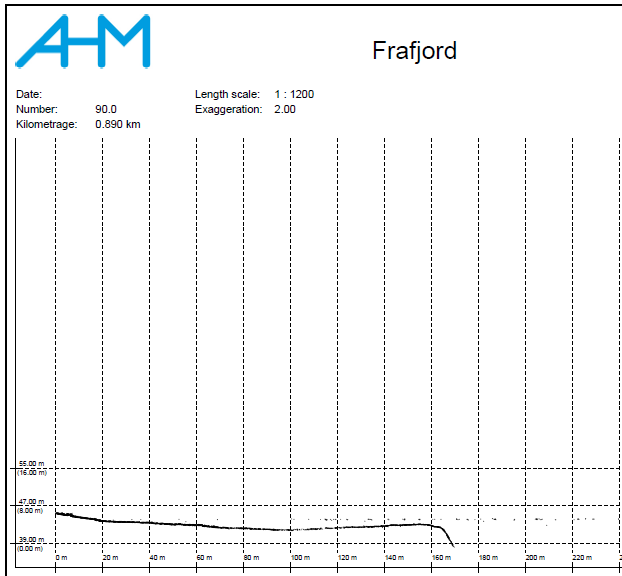 AHM
Frafjord
Date:
Length scale: 1 : 1200
Number: 90.0
Exaggeration: 2.00
Kilometrage: 0.890 km
55.00 m
(16.00 m)
47.00 m
(8.00 m)
39.00 m
(0.00 m)
0 m 20 m 40 m 60 m 80 m 100 m 120 m 140 m 160 m 180 m 200 m 220 m 2